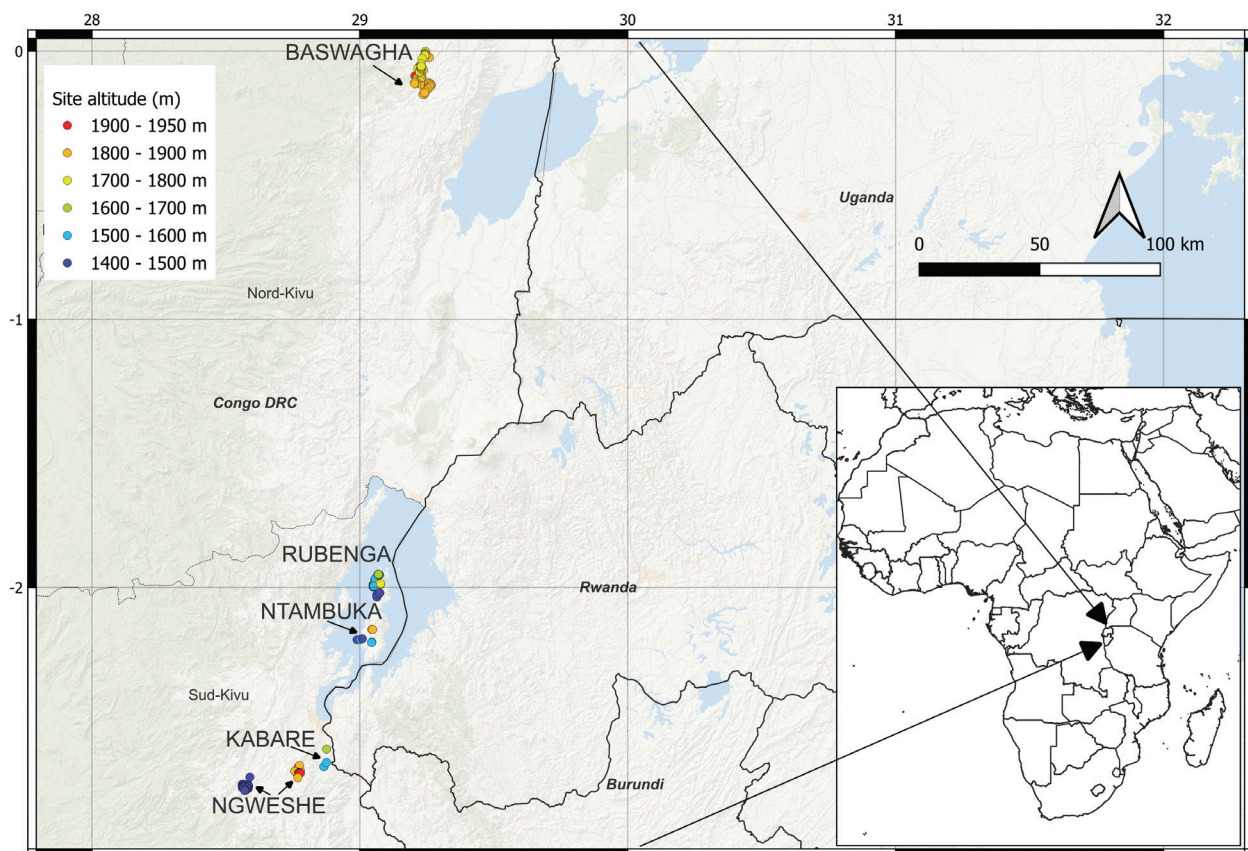 28 29 30 31 32
0
BASWAGHA
Site altitude (m)
1900 - 1950 m
1800 - 1900 m
1700 - 1800 m
1600 - 1700 m
1500 - 1600 m
1400 - 1500 m
Uganda
0 50 100 km
Nord-Kivu
-1
Congo DRC
RUBENGA
-2
Rwanda
NTAMBUKA
Sud-Kivu
KABARE
Burundi
NGWESHE